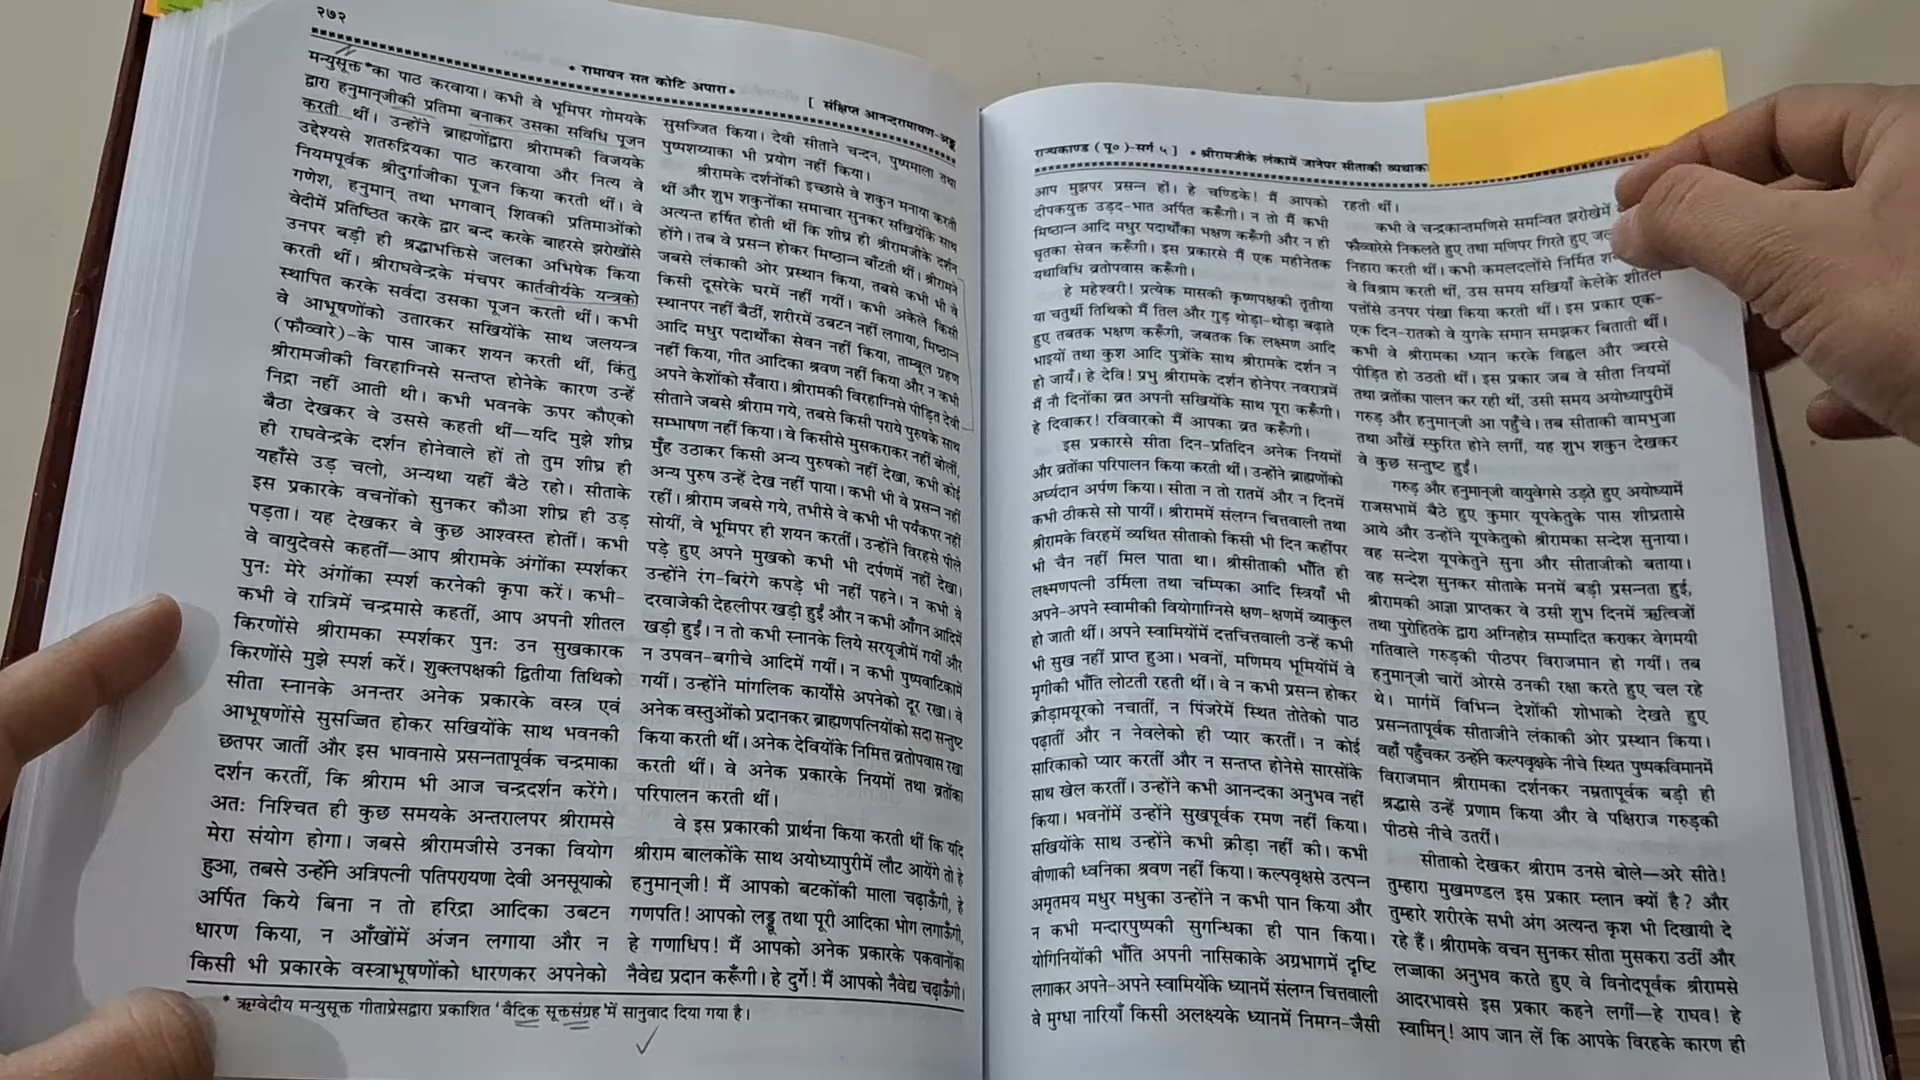 २७२
* रामायन सत कोटि अपारा *
[ संक्षिप्त आनन्दरामायण-अङ्क
मन्युसूक्त*का पाठ करवाया। कभी वे भूमिपर गोमयके
द्वारा हनुमान्‌जीकी प्रतिमा बनाकर उसका सविधि पूजन
करती थीं। उन्होंने ब्राह्मणोंद्वारा श्रीरामकी विजयके
उद्देश्यसे शतरुद्रियका पाठ करवाया और नित्य वे
नियमपूर्वक श्रीदुर्गाजीका पूजन किया करती थीं। वे
गणेश, हनुमान् तथा भगवान् शिवकी प्रतिमाओंको
वेदीमें प्रतिष्ठित करके द्वार बन्द करके बाहरसे झरोखोंसे
उनपर बड़ी ही श्रद्धाभक्तिसे जलका अभिषेक किया
करती थीं। श्रीराघवेन्द्रके मंचपर कार्तवीर्यके यन्त्रको
स्थापित करके सर्वदा उसका पूजन करती थीं। कभी
वे आभूषणोंको उतारकर सखियोंके साथ जलयन्त्र
(फौव्वारे)-के पास जाकर शयन करती थीं, किंतु
श्रीरामजीकी विरहाग्निसे सन्तप्त होनेके कारण उन्हें
निद्रा नहीं आती थी। कभी भवनके ऊपर कौएको
बैठा देखकर वे उससे कहती थीं—यदि मुझे शीघ्र
ही राघवेन्द्रके दर्शन होनेवाले हों तो तुम शीघ्र ही
यहाँसे उड़ चलो, अन्यथा यहीं बैठे रहो। सीताके
इस प्रकारके वचनोंको सुनकर कौआ शीघ्र ही उड़
पड़ता। यह देखकर वे कुछ आश्वस्त होतीं। कभी
वे वायुदेवसे कहतीं—आप श्रीरामके अंगोंका स्पर्शकर
पुनः मेरे अंगोंका स्पर्श करनेकी कृपा करें। कभी-
कभी वे रात्रिमें चन्द्रमासे कहतीं, आप अपनी शीतल
किरणोंसे श्रीरामका स्पर्शकर पुनः उन सुखकारक
किरणोंसे मुझे स्पर्श करें। शुक्लपक्षकी द्वितीया तिथिको
सीता स्नानके अनन्तर अनेक प्रकारके वस्त्र एवं
आभूषणोंसे सुसज्जित होकर सखियोंके साथ भवनकी
छतपर जातीं और इस भावनासे प्रसन्नतापूर्वक चन्द्रमाका
दर्शन करतीं, कि श्रीराम भी आज चन्द्रदर्शन करेंगे।
अतः निश्चित ही कुछ समयके अन्तरालपर श्रीरामसे
मेरा संयोग होगा। जबसे श्रीरामजीसे उनका वियोग
हुआ, तबसे उन्होंने अत्रिपत्नी पतिपरायणा देवी अनसूयाको
अर्पित किये बिना न तो हरिद्रा आदिका उबटन
धारण किया, न आँखोंमें अंजन लगाया और न
किसी भी प्रकारके वस्त्राभूषणोंको धारणकर अपनेको
सुसज्जित किया। देवी सीताने चन्दन, पुष्पमाला तथा
पुष्पशय्याका भी प्रयोग नहीं किया।
श्रीरामके दर्शनोंकी इच्छासे वे शकुन मनाया करती
थीं और शुभ शकुनोंका समाचार सुनकर सखियोंके साथ
अत्यन्त हर्षित होती थीं कि शीघ्र ही श्रीरामजीके दर्शन
होंगे। तब वे प्रसन्न होकर मिष्ठान्न बाँटती थीं। श्रीरामने
जबसे लंकाकी ओर प्रस्थान किया, तबसे कभी भी वे
किसी दूसरेके घरमें नहीं गयीं। कभी अकेले किसी
स्थानपर नहीं बैठीं, शरीरमें उबटन नहीं लगाया, मिष्ठान्न
आदि मधुर पदार्थोंका सेवन नहीं किया, ताम्बूल ग्रहण
नहीं किया, गीत आदिका श्रवण नहीं किया और न कभी
अपने केशोंको सँवारा। श्रीरामकी विरहाग्निसे पीड़ित देवी
सीताने जबसे श्रीराम गये, तबसे किसी पराये पुरुषके साथ
सम्भाषण नहीं किया। वे किसीसे मुसकराकर नहीं बोलीं,
मुँह उठाकर किसी अन्य पुरुषको नहीं देखा, कभी कोई
अन्य पुरुष उन्हें देख नहीं पाया। कभी भी वे प्रसन्न नहीं
रहीं। श्रीराम जबसे गये, तभीसे वे कभी भी पर्यंकपर नहीं
सोयीं, वे भूमिपर ही शयन करतीं। उन्होंने विरहसे पीले
पड़े हुए अपने मुखको कभी भी दर्पणमें नहीं देखा।
उन्होंने रंग-बिरंगे कपड़े भी नहीं पहने। न कभी वे
दरवाजेकी देहलीपर खड़ी हुईं और न कभी आँगन आदिमें
खड़ी हुईं। न तो कभी स्नानके लिये सरयूजीमें गयीं और
न उपवन-बगीचे आदिमें गयीं। न कभी पुष्पवाटिकामें
गयीं। उन्होंने मांगलिक कार्योंसे अपनेको दूर रखा। वे
अनेक वस्तुओंको प्रदानकर ब्राह्मणपत्नियोंको सदा सन्तुष्ट
किया करती थीं। अनेक देवियोंके निमित्त व्रतोपवास रखा
करती थीं। वे अनेक प्रकारके नियमों तथा व्रतोंका
परिपालन करती थीं।
वे इस प्रकारकी प्रार्थना किया करती थीं कि यदि
श्रीराम बालकोंके साथ अयोध्यापुरीमें लौट आयेंगे तो हे
हनुमान्‌जी! मैं आपको बटकोंकी माला चढ़ाऊँगी, हे
गणपति! आपको लड्डू तथा पूरी आदिका भोग लगाऊँगी,
हे गणाधिप! मैं आपको अनेक प्रकारके पकवानोंका
नैवेद्य प्रदान करूँगी। हे दुर्गे! मैं आपको नैवेद्य चढ़ाऊँगी।
* ऋग्वेदीय मन्युसूक्त गीताप्रेसद्वारा प्रकाशित 'वैदिक सूक्तसंग्रह'में सानुवाद दिया गया है।
राज्यकाण्ड (पू०)-सर्ग ५ ] * श्रीरामजीके लंकामें जानेपर सीताकी व्यथाका
आप मुझपर प्रसन्न हों। हे चण्डिके! मैं आपको
दीपकयुक्त उड़द-भात अर्पित करूँगी। न तो मैं कभी
मिष्ठान्न आदि मधुर पदार्थोंका भक्षण करूँगी और न ही
घृतका सेवन करूँगी। इस प्रकारसे मैं एक महीनेतक
यथाविधि व्रतोपवास करूँगी।
हे महेश्वरी! प्रत्येक मासकी कृष्णपक्षकी तृतीया
या चतुर्थी तिथिको मैं तिल और गुड़ थोड़ा-थोड़ा बढ़ाते
हुए तबतक भक्षण करूँगी, जबतक कि लक्ष्मण आदि
भाइयों तथा कुश आदि पुत्रोंके साथ श्रीरामके दर्शन न
हो जायँ। हे देवि! प्रभु श्रीरामके दर्शन होनेपर नवरात्रमें
मैं नौ दिनोंका व्रत अपनी सखियोंके साथ पूरा करूँगी।
हे दिवाकर! रविवारको मैं आपका व्रत करूँगी।
इस प्रकारसे सीता दिन-प्रतिदिन अनेक नियमों
और व्रतोंका परिपालन किया करती थीं। उन्होंने ब्राह्मणोंको
अर्घ्यदान अर्पण किया। सीता न तो रातमें और न दिनमें
कभी ठीकसे सो पायीं। श्रीराममें संलग्न चित्तवाली तथा
श्रीरामके विरहमें व्यथित सीताको किसी भी दिन कहींपर
भी चैन नहीं मिल पाता था। श्रीसीताकी भाँति ही
लक्ष्मणपत्नी उर्मिला तथा चम्पिका आदि स्त्रियाँ भी
अपने-अपने स्वामीकी वियोगाग्निसे क्षण-क्षणमें व्याकुल
हो जाती थीं। अपने स्वामियोंमें दत्तचित्तवाली उन्हें कभी
भी सुख नहीं प्राप्त हुआ। भवनों, मणिमय भूमियोंमें वे
मृगीकी भाँति लोटती रहती थीं। वे न कभी प्रसन्न होकर
क्रीड़ामयूरको नचातीं, न पिंजरेमें स्थित तोतेको पाठ
पढ़ातीं और न नेवलेको ही प्यार करतीं। न कोई
सारिकाको प्यार करतीं और न सन्तप्त होनेसे सारसोंके
साथ खेल करतीं। उन्होंने कभी आनन्दका अनुभव नहीं
किया। भवनोंमें उन्होंने सुखपूर्वक रमण नहीं किया।
सखियोंके साथ उन्होंने कभी क्रीड़ा नहीं की। कभी
वीणाकी ध्वनिका श्रवण नहीं किया। कल्पवृक्षसे उत्पन्न
अमृतमय मधुर मधुका उन्होंने न कभी पान किया और
न कभी मन्दारपुष्पकी सुगन्धिका ही पान किया।
योगिनियोंकी भाँति अपनी नासिकाके अग्रभागमें दृष्टि
लगाकर अपने-अपने स्वामियोंके ध्यानमें संलग्न चित्तवाली
वे मुग्धा नारियाँ किसी अलक्ष्यके ध्यानमें निमग्न-जैसी
रहती थीं।
कभी वे चन्द्रकान्तमणिसे समन्वित झरोखेमें
फौव्वारेसे निकलते हुए तथा मणिपर गिरते हुए
निहारा करती थीं। कभी कमलदलोंसे निर्मित
वे विश्राम करती थीं, उस समय सखियाँ केलेके शीतल
पत्तोंसे उनपर पंखा किया करती थीं। इस प्रकार एक-
एक दिन-रातको वे युगके समान समझकर बिताती थीं।
कभी वे श्रीरामका ध्यान करके विह्वल और ज्वरसे
पीड़ित हो उठती थीं। इस प्रकार जब वे सीता नियमों
तथा व्रतोंका पालन कर रही थीं, उसी समय अयोध्यापुरीमें
गरुड़ और हनुमान्‌जी आ पहुँचे। तब सीताकी वामभुजा
तथा आँखें स्फुरित होने लगीं, यह शुभ शकुन देखकर
वे कुछ सन्तुष्ट हुईं।
गरुड़ और हनुमान्‌जी वायुवेगसे उड़ते हुए अयोध्यामें
राजसभामें बैठे हुए कुमार यूपकेतुके पास शीघ्रतासे
आये और उन्होंने यूपकेतुको श्रीरामका सन्देश सुनाया।
वह सन्देश यूपकेतुने सुना और सीताजीको बताया।
वह सन्देश सुनकर सीताके मनमें बड़ी प्रसन्नता हुई,
श्रीरामकी आज्ञा प्राप्तकर वे उसी शुभ दिनमें ऋत्विजों
तथा पुरोहितके द्वारा अग्निहोत्र सम्पादित कराकर वेगमयी
गतिवाले गरुड़की पीठपर विराजमान हो गयीं। तब
हनुमान्‌जी चारों ओरसे उनकी रक्षा करते हुए चल रहे
थे। मार्गमें विभिन्न देशोंकी शोभाको देखते हुए
प्रसन्नतापूर्वक सीताजीने लंकाकी ओर प्रस्थान किया।
वहाँ पहुँचकर उन्होंने कल्पवृक्षके नीचे स्थित पुष्पकविमानमें
विराजमान श्रीरामका दर्शनकर नम्रतापूर्वक बड़ी ही
श्रद्धासे उन्हें प्रणाम किया और वे पक्षिराज गरुड़की
पीठसे नीचे उतरीं।
सीताको देखकर श्रीराम उनसे बोले—अरे सीते!
तुम्हारा मुखमण्डल इस प्रकार म्लान क्यों है? और
तुम्हारे शरीरके सभी अंग अत्यन्त कृश भी दिखायी दे
रहे हैं। श्रीरामके वचन सुनकर सीता मुसकरा उठीं और
लज्जाका अनुभव करते हुए वे विनोदपूर्वक श्रीरामसे
आदरभावसे इस प्रकार कहने लगीं—हे राघव! हे
स्वामिन्! आप जान लें कि आपके विरहके कारण ही